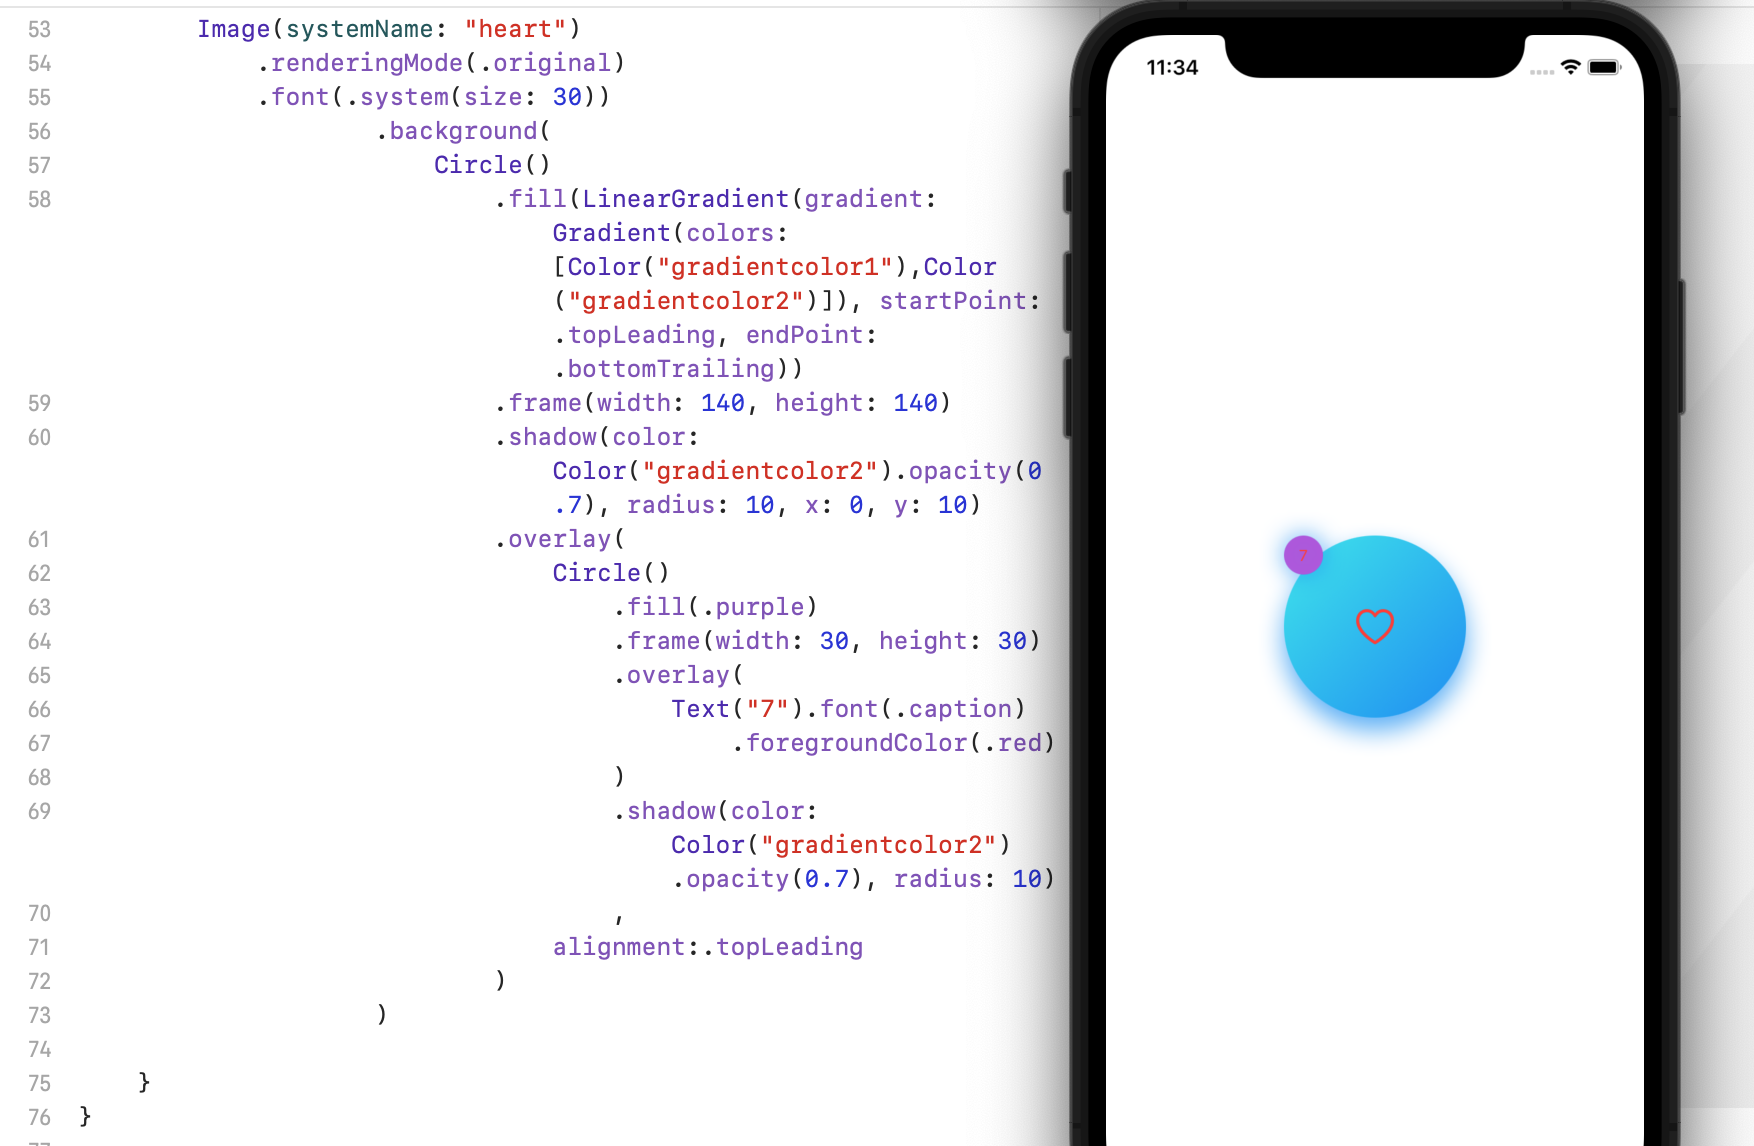 53 Image(systemName: "heart")
54 .renderingMode(.original)
55 .font(.system(size: 30))
56 .background(
57 Circle()
58 .fill(LinearGradient(gradient:
Gradient(colors:
[Color("gradientcolor1"),Color
("gradientcolor2")]), startPoint:
.topLeading, endPoint:
.bottomTrailing))
59 .frame(width: 140, height: 140)
60 .shadow(color:
Color("gradientcolor2").opacity(0
.7), radius: 10, x: 0, y: 10)
61 .overlay(
62 Circle()
63 .fill(.purple)
64 .frame(width: 30, height: 30)
65 .overlay(
66 Text("7").font(.caption)
67 .foregroundColor(.red)
68 )
69 .shadow(color:
Color("gradientcolor2")
.opacity(0.7), radius: 10)
70 ,
71 alignment:.topLeading
72 )
73 )
74
75 }
76 }
11:34
7